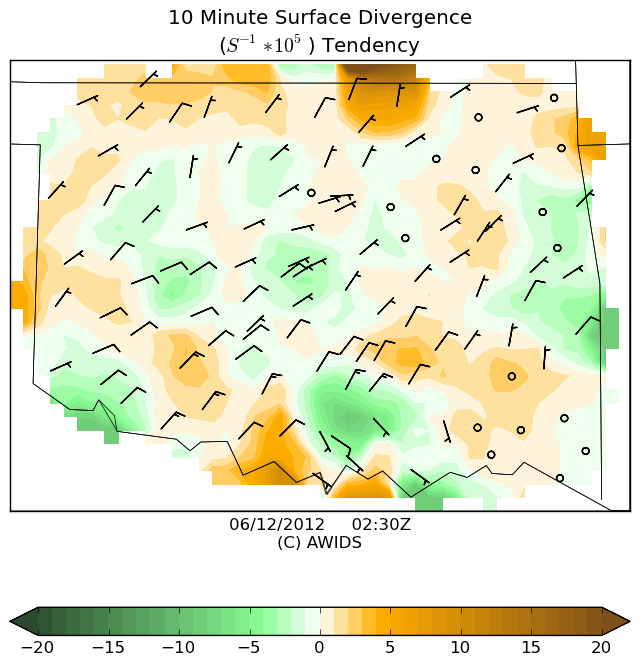 10 Minute Surface Divergence
(S⁻¹ * 10⁵ ) Tendency
06/12/2012 02:30Z
(C) AWIDS
−20 −15 −10 −5 0 5 10 15 20